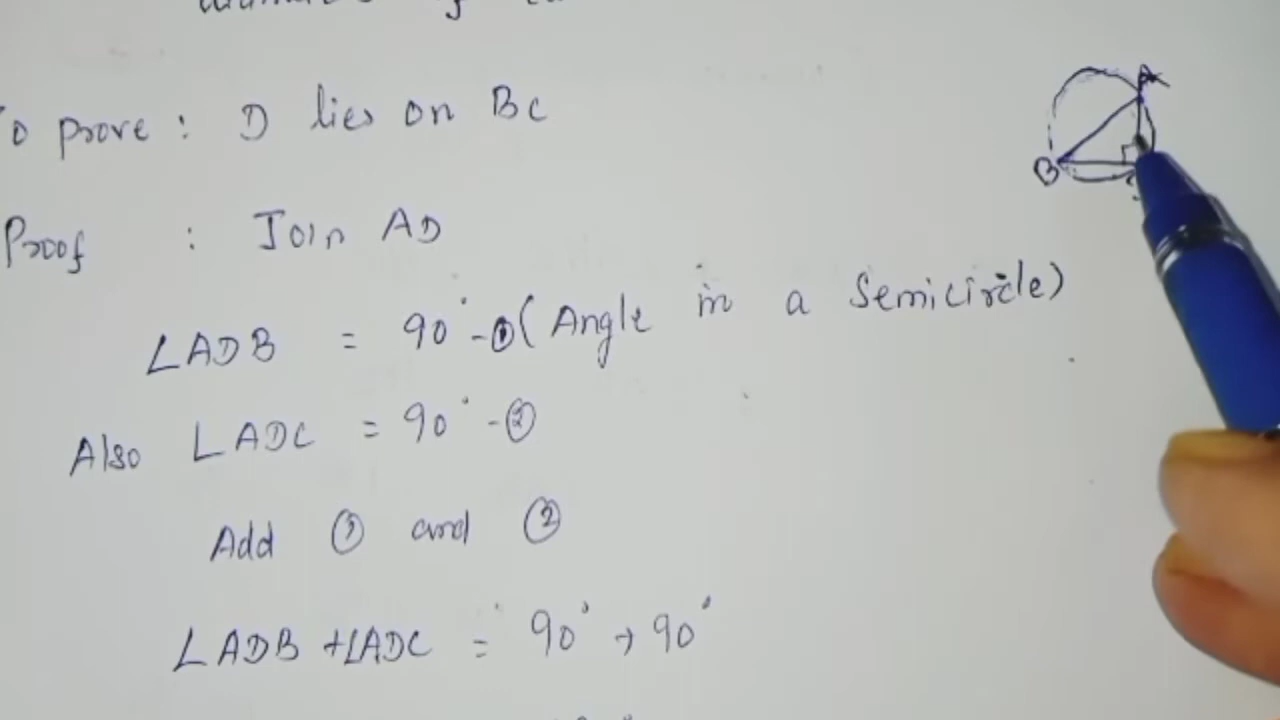 To prove : D lies on BC
A
B
Proof : Join AD
∠ADB = 90° - ① (Angle in a Semicircle)
Also ∠ADC = 90° - ②
Add ① and ②
∠ADB + ∠ADC = 90° + 90°